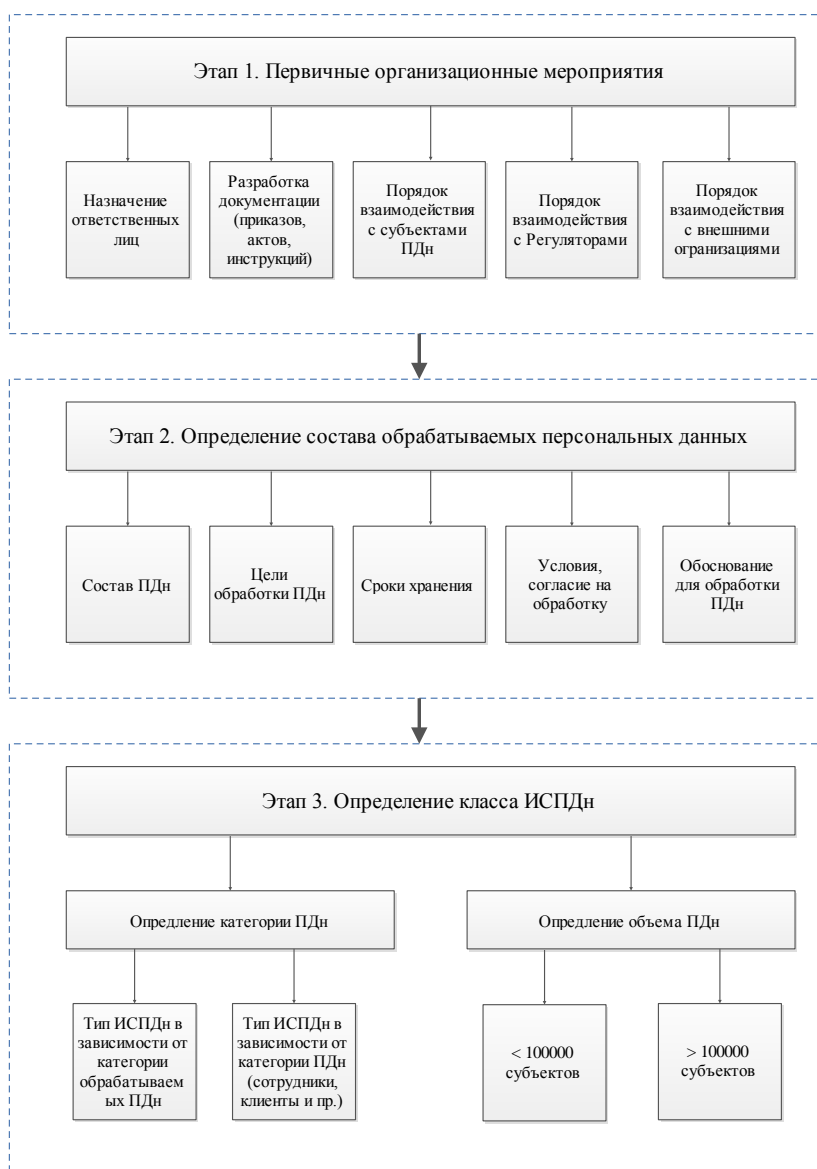 Этап 1. Первичные организационные мероприятия
Назначение
ответственных
лиц
Разработка
документации
(приказов,
актов,
инструкций)
Порядок
взаимодействия
с субъектами
ПДн
Порядок
взаимодействия
с Регуляторами
Порядок
взаимодействия
с внешними
огранизациями
Этап 2. Определение состава обрабатываемых персональных данных
Состав ПДн
Цели
обработки ПДн
Сроки хранения
Условия,
согласие на
обработку
Обоснование
для обработки
ПДн
Этап 3. Определение класса ИСПДн
Опредление категории ПДн
Опредление объема ПДн
Тип ИСПДн в
зависимости от
категории
обрабатываем
ых ПДн
Тип ИСПДн в
зависимости от
категории ПДн
(сотрудники,
клиенты и пр.)
< 100000
субъектов
> 100000
субъектов